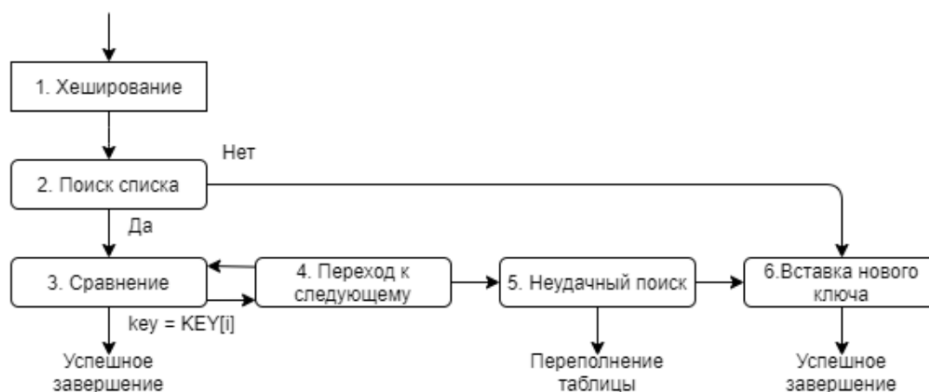 1. Хеширование
Нет
2. Поиск списка
Да
3. Сравнение
4. Переход к
следующему
5. Неудачный поиск
6.Вставка нового
ключа
key = KEY[i]
Успешное
завершение
Переполнение
таблицы
Успешное
завершение